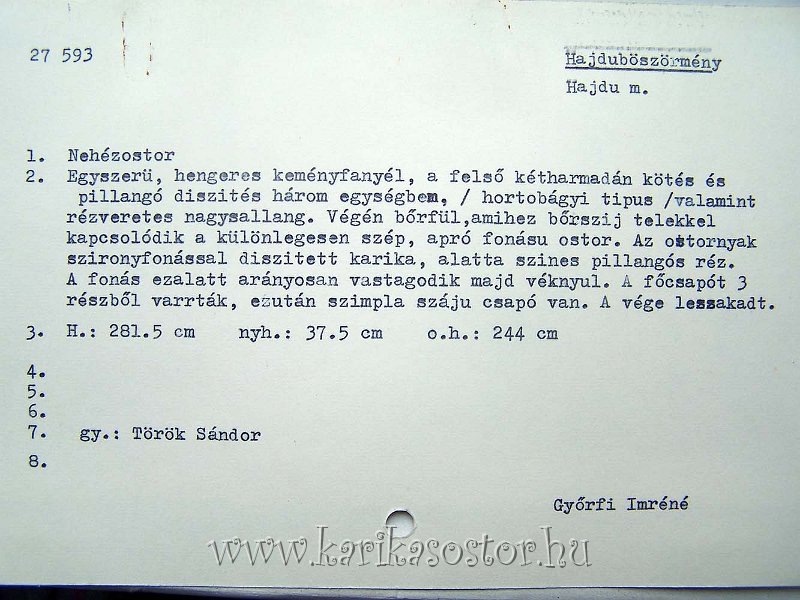 27 593
Hajduböszörmény
Hajdu m.
1. Nehézostor
2. Egyszerü, hengeres keményfanyél, a felső kétharmadán kötés és
pillangó diszités három egységbem, / hortobágyi tipus /valamint
rézveretes nagysallang. Végén bőrfül,amihez bőrszij telekkel
kapcsolódik a különlegesen szép, apró fonásu ostor. Az ostornyak
szironyfonással diszitett karika, alatta szines pillangós réz.
A fonás ezalatt arányosan vastagodik majd véknyul. A főcsapót 3
részből varrták, ezután szimpla száju csapó van. A vége lessakadt.
3. H.: 281.5 cm nyh.: 37.5 cm o.h.: 244 cm
4.
5.
6.
7. gy.: Török Sándor
8.
Győrfi Imréné
www.karikasostor.hu